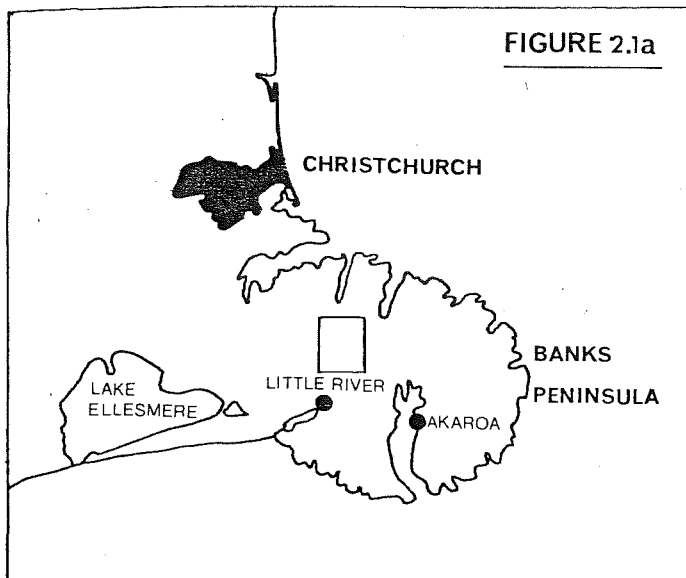 FIGURE 2.1a
CHRISTCHURCH
BANKS
PENINSULA
LAKE
ELLESMERE
LITTLE RIVER
AKAROA